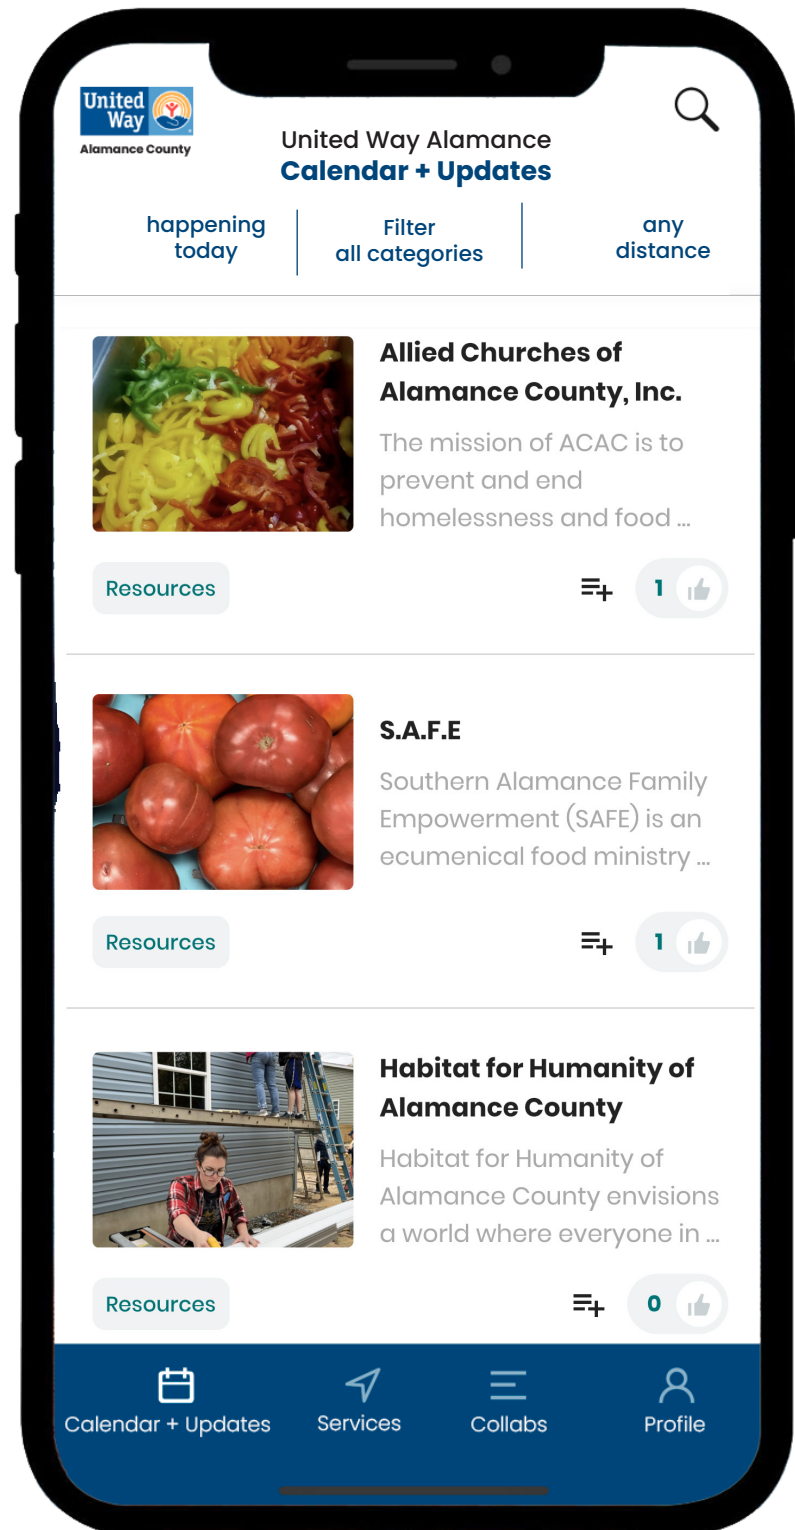 United
Way
Alamance County
United Way Alamance
Calendar + Updates
happening
today
Filter
all categories
any
distance
Allied Churches of
Alamance County, Inc.
The mission of ACAC is to
prevent and end
homelessness and food ...
Resources
1
S.A.F.E
Southern Alamance Family
Empowerment (SAFE) is an
ecumenical food ministry ...
Resources
1
Habitat for Humanity of
Alamance County
Habitat for Humanity of
Alamance County envisions
a world where everyone in ...
Resources
0
Calendar + Updates
Services
Collabs
Profile